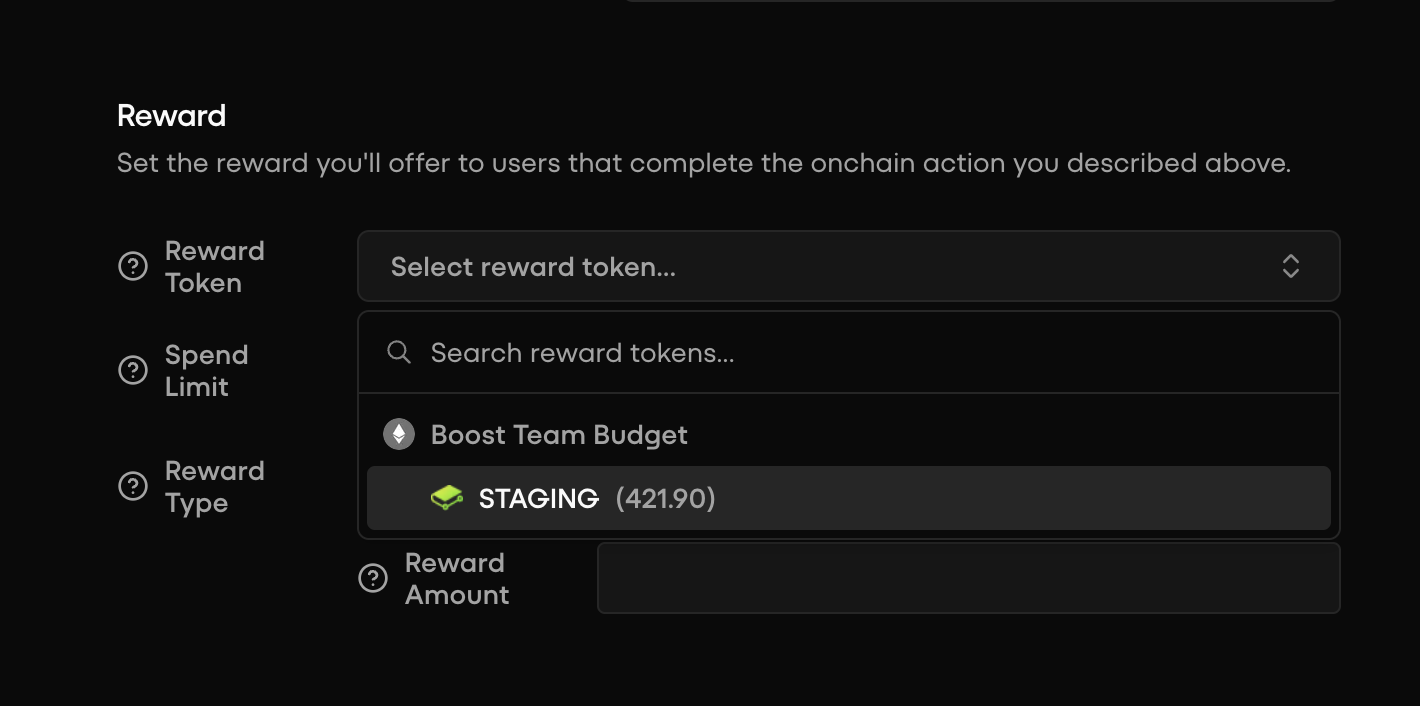 Reward
Set the reward you'll offer to users that complete the onchain action you described above.
Reward
Token
Select reward token...
Search reward tokens...
Spend
Limit
Boost Team Budget
STAGING (421.90)
Reward
Type
Reward
Amount